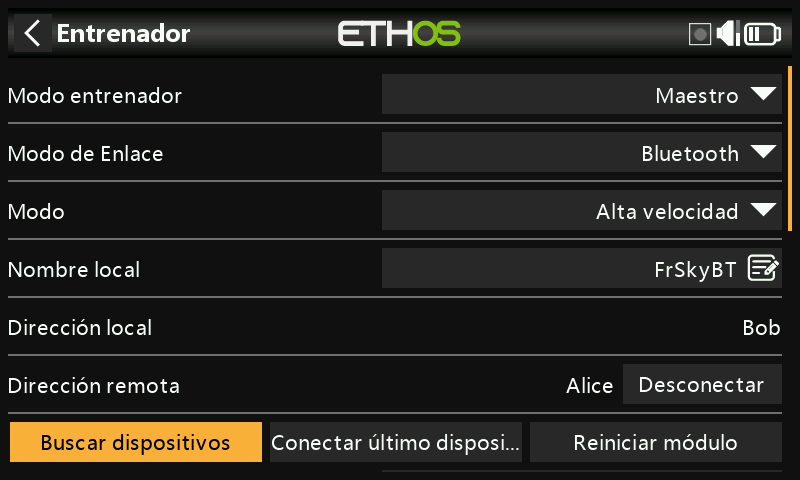 Entrenador
ETHOS
Modo entrenador
Maestro
Modo de Enlace
Bluetooth
Modo
Alta velocidad
Nombre local
FrSkyBT
Dirección local
Bob
Dirección remota
Alice
Desconectar
Buscar dispositivos
Conectar último disposi...
Reiniciar módulo